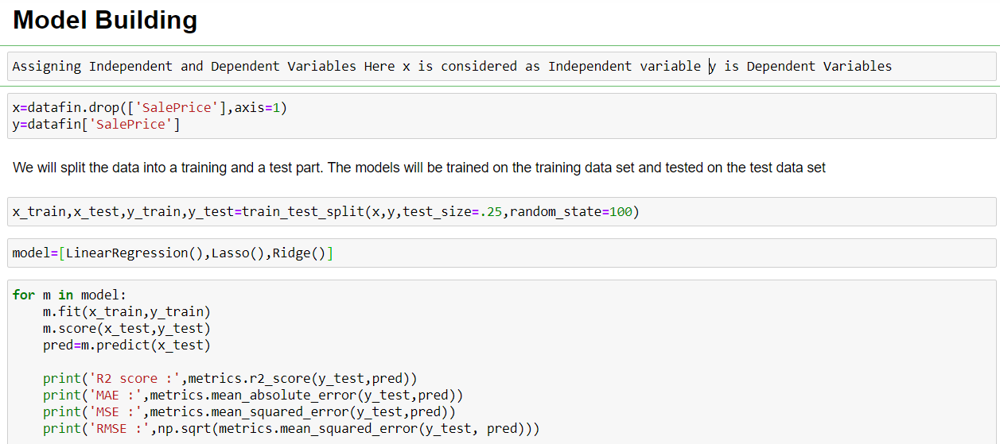 Model Building
Assigning Independent and Dependent Variables Here x is considered as Independent variable y is Dependent Variables
x=datafin.drop(['SalePrice'],axis=1)
y=datafin['SalePrice']
We will split the data into a training and a test part. The models will be trained on the training data set and tested on the test data set
x_train,x_test,y_train,y_test=train_test_split(x,y,test_size=.25,random_state=100)
model=[LinearRegression(),Lasso(),Ridge()]
for m in model:
    m.fit(x_train,y_train)
    m.score(x_test,y_test)
    pred=m.predict(x_test)
    print('R2 score :',metrics.r2_score(y_test,pred))
    print('MAE :',metrics.mean_absolute_error(y_test,pred))
    print('MSE :',metrics.mean_squared_error(y_test,pred))
    print('RMSE :',np.sqrt(metrics.mean_squared_error(y_test, pred)))